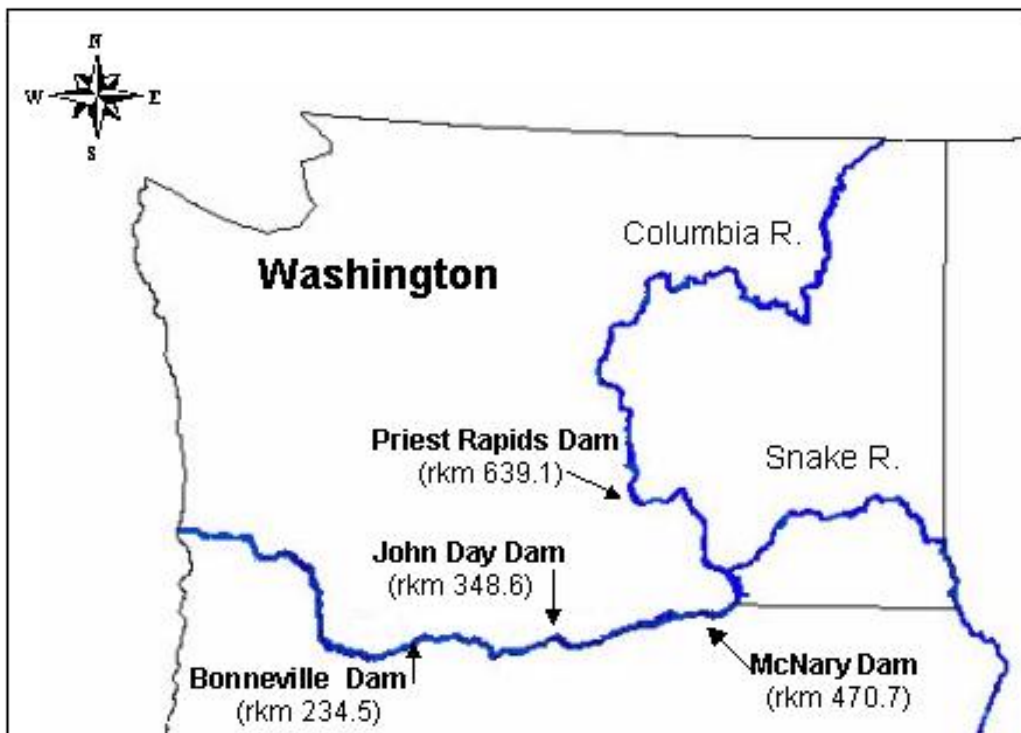 N
W E
S
Columbia R.
Washington
Priest Rapids Dam
(rkm 639.1)
Snake R.
John Day Dam
(rkm 348.6)
Bonneville Dam
(rkm 234.5)
McNary Dam
(rkm 470.7)